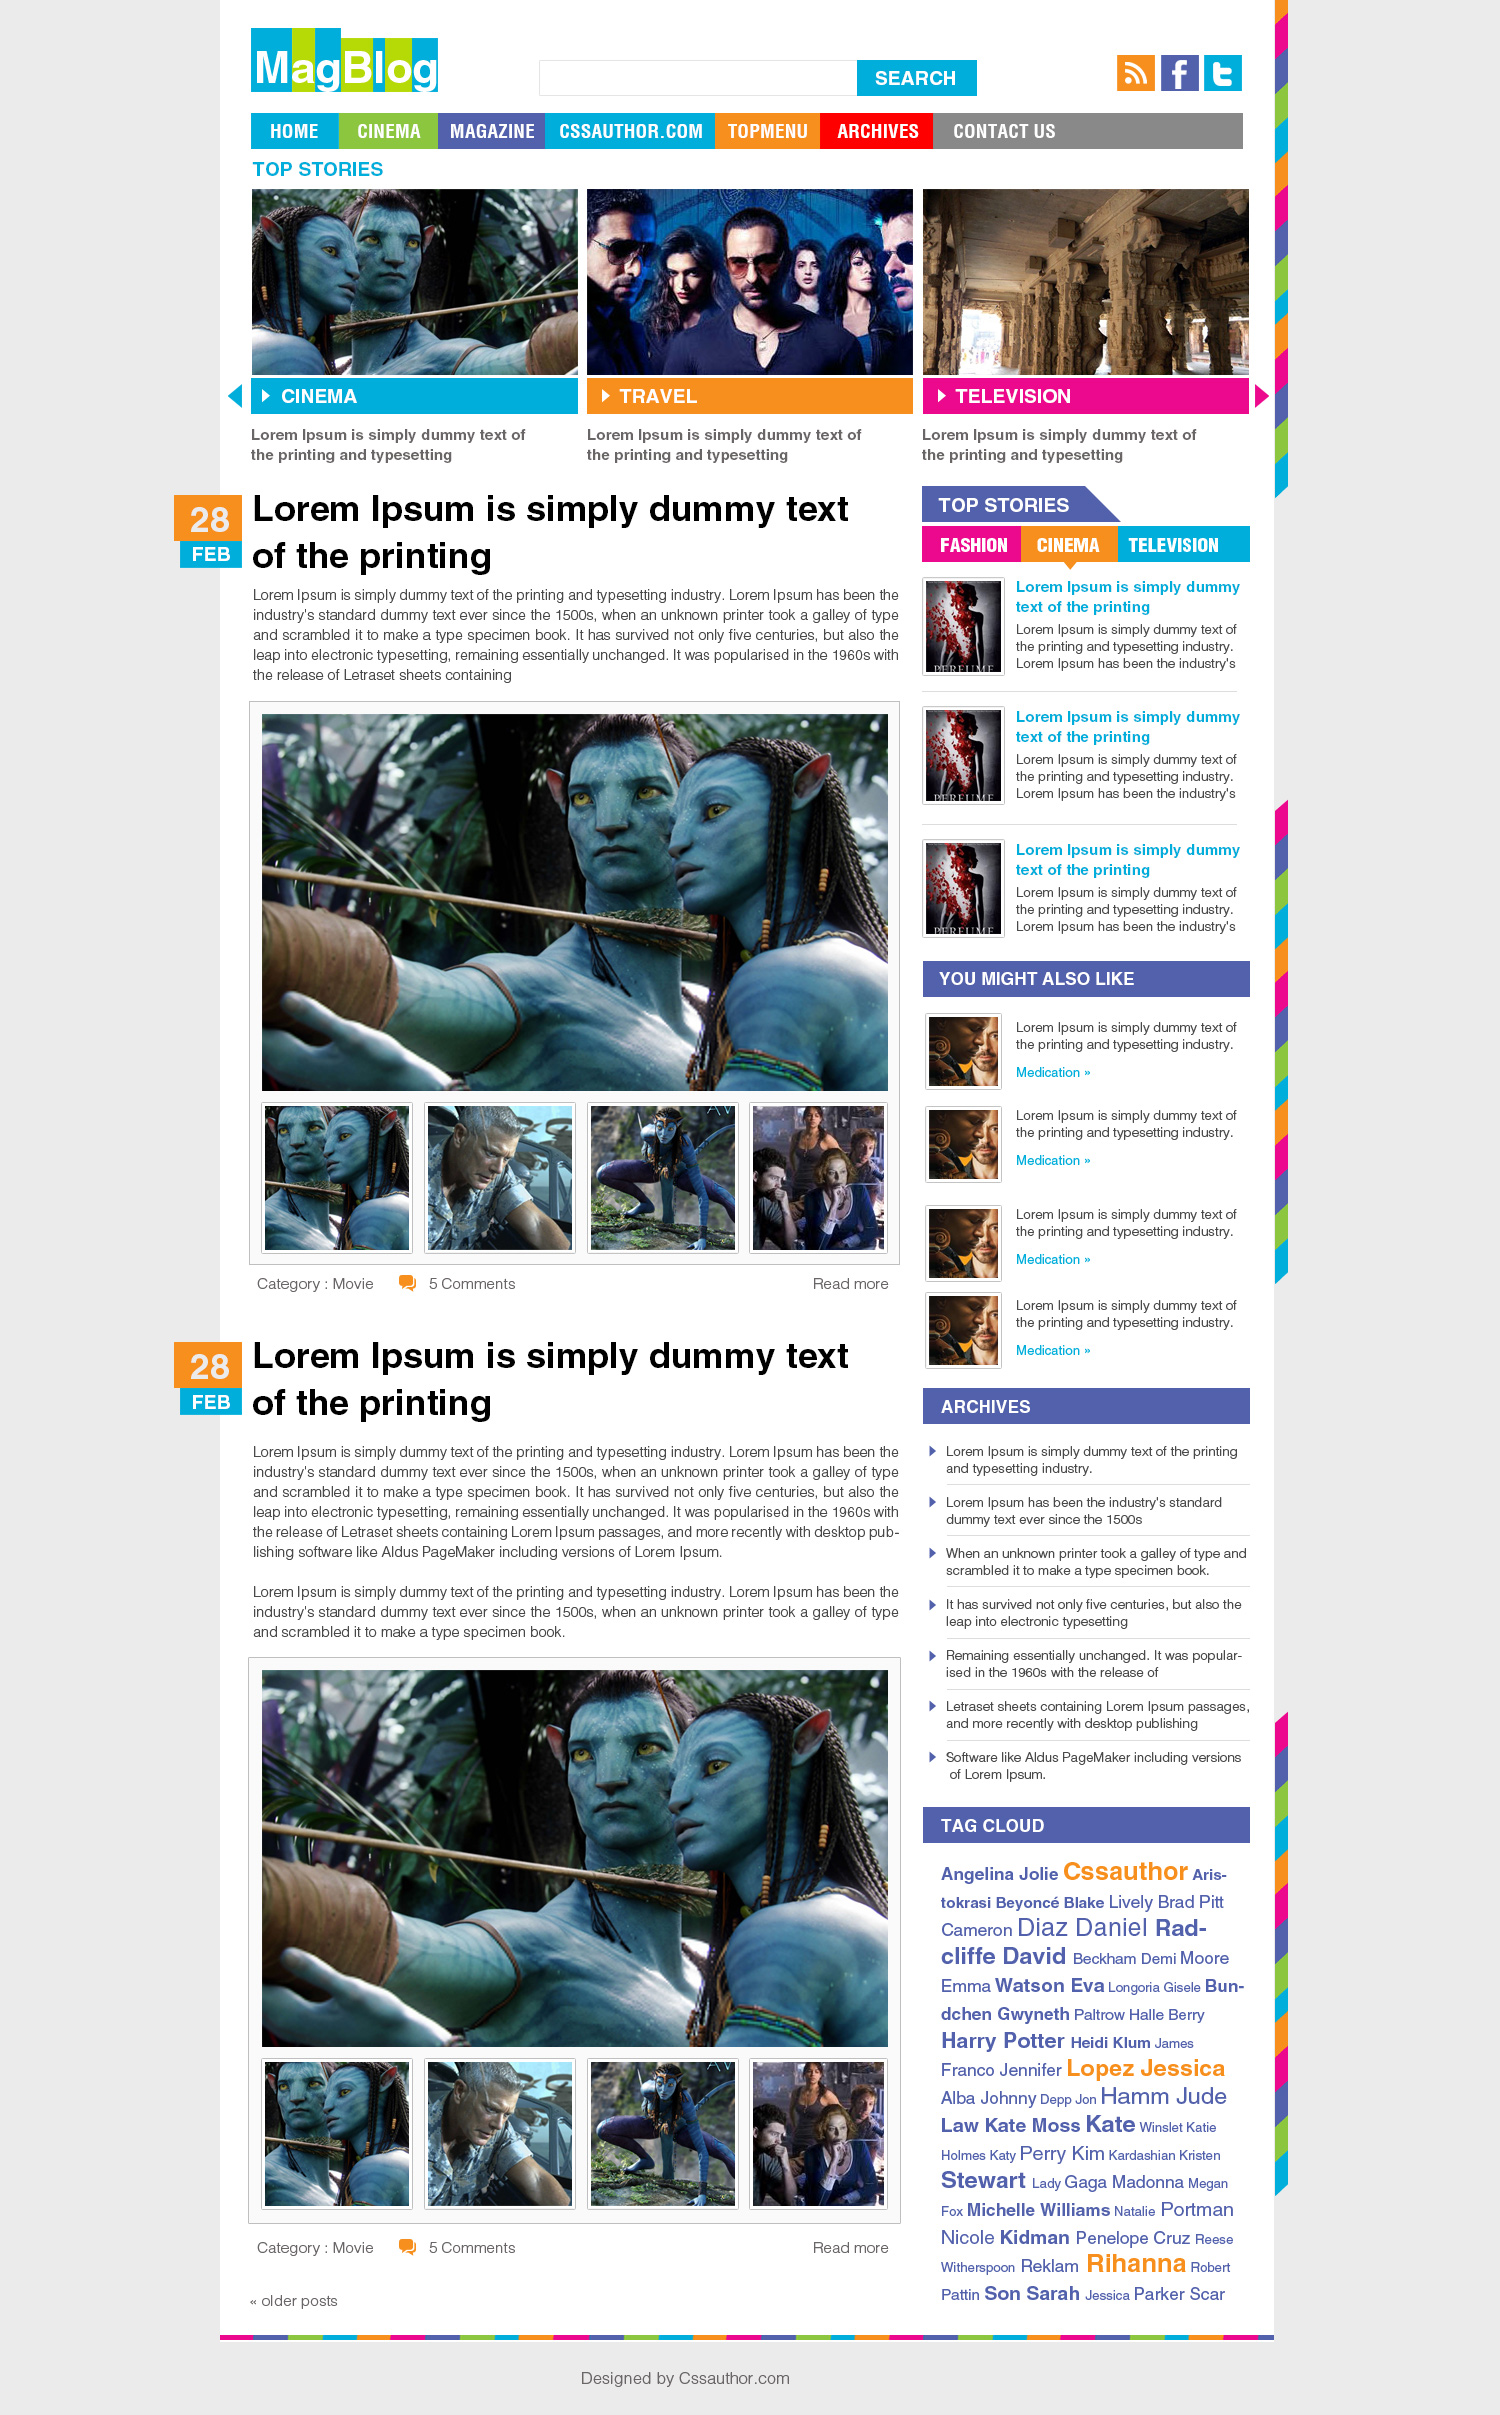 MagBlog
SEARCH
HOME CINEMA MAGAZINE CSSAUTHOR.COM TOPMENU ARCHIVES CONTACT US
TOP STORIES
CINEMA
Lorem Ipsum is simply dummy text of
the printing and typesetting
TRAVEL
Lorem Ipsum is simply dummy text of
the printing and typesetting
TELEVISION
Lorem Ipsum is simply dummy text of
the printing and typesetting
28
FEB
Lorem Ipsum is simply dummy text
of the printing
Lorem Ipsum is simply dummy text of the printing and typesetting industry. Lorem Ipsum has been the
industry's standard dummy text ever since the 1500s, when an unknown printer took a galley of type
and scrambled it to make a type specimen book. It has survived not only five centuries, but also the
leap into electronic typesetting, remaining essentially unchanged. It was popularised in the 1960s with
the release of Letraset sheets containing
AV
Category : Movie 5 Comments Read more
28
FEB
Lorem Ipsum is simply dummy text
of the printing
Lorem Ipsum is simply dummy text of the printing and typesetting industry. Lorem Ipsum has been the
industry's standard dummy text ever since the 1500s, when an unknown printer took a galley of type
and scrambled it to make a type specimen book. It has survived not only five centuries, but also the
leap into electronic typesetting, remaining essentially unchanged. It was popularised in the 1960s with
the release of Letraset sheets containing Lorem Ipsum passages, and more recently with desktop pub-
lishing software like Aldus PageMaker including versions of Lorem Ipsum.
Lorem Ipsum is simply dummy text of the printing and typesetting industry. Lorem Ipsum has been the
industry's standard dummy text ever since the 1500s, when an unknown printer took a galley of type
and scrambled it to make a type specimen book.
AV
Category : Movie 5 Comments Read more
« older posts
TOP STORIES
FASHION CINEMA TELEVISION
PERFUME
Lorem Ipsum is simply dummy
text of the printing
Lorem Ipsum is simply dummy text of
the printing and typesetting industry.
Lorem Ipsum has been the industry's
PERFUME
Lorem Ipsum is simply dummy
text of the printing
Lorem Ipsum is simply dummy text of
the printing and typesetting industry.
Lorem Ipsum has been the industry's
PERFUME
Lorem Ipsum is simply dummy
text of the printing
Lorem Ipsum is simply dummy text of
the printing and typesetting industry.
Lorem Ipsum has been the industry's
YOU MIGHT ALSO LIKE
Lorem Ipsum is simply dummy text of
the printing and typesetting industry.
Medication »
Lorem Ipsum is simply dummy text of
the printing and typesetting industry.
Medication »
Lorem Ipsum is simply dummy text of
the printing and typesetting industry.
Medication »
Lorem Ipsum is simply dummy text of
the printing and typesetting industry.
Medication »
ARCHIVES
Lorem Ipsum is simply dummy text of the printing
and typesetting industry.
Lorem Ipsum has been the industry's standard
dummy text ever since the 1500s
When an unknown printer took a galley of type and
scrambled it to make a type specimen book.
It has survived not only five centuries, but also the
leap into electronic typesetting
Remaining essentially unchanged. It was popular-
ised in the 1960s with the release of
Letraset sheets containing Lorem Ipsum passages,
and more recently with desktop publishing
Software like Aldus PageMaker including versions
of Lorem Ipsum.
TAG CLOUD
Angelina Jolie Cssauthor Aris-
tokrasi Beyoncé Blake Lively Brad Pitt
Cameron Diaz Daniel Rad-
cliffe David Beckham Demi Moore
Emma Watson Eva Longoria Gisele Bun-
dchen Gwyneth Paltrow Halle Berry
Harry Potter Heidi Klum James
Franco Jennifer Lopez Jessica
Alba Johnny Depp Jon Hamm Jude
Law Kate Moss Kate Winslet Katie
Holmes Katy Perry Kim Kardashian Kristen
Stewart Lady Gaga Madonna Megan
Fox Michelle Williams Natalie Portman
Nicole Kidman Penelope Cruz Reese
Witherspoon Reklam Rihanna Robert
Pattin Son Sarah Jessica Parker Scar
Designed by Cssauthor.com